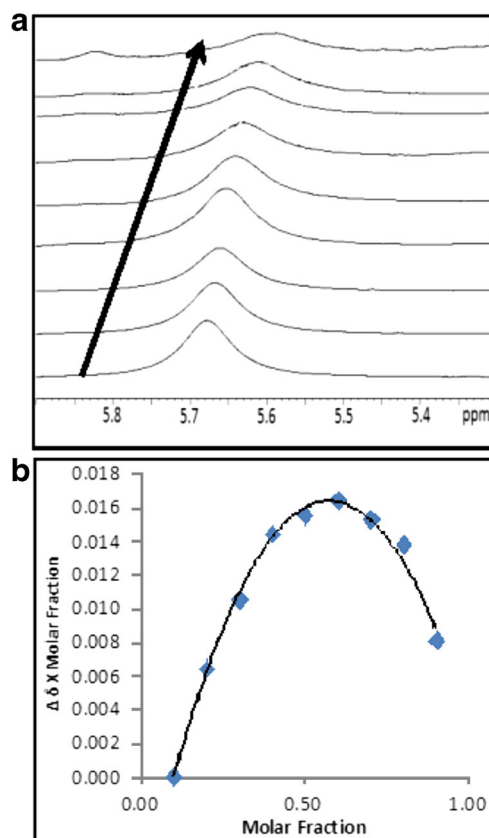 a
5.8 5.7 5.6 5.5 5.4 ppm
b
0.018
0.016
0.014
0.012
0.010
0.008
0.006
0.004
0.002
0.000
Δ δ X Molar Fraction
0.00 0.50 1.00
Molar Fraction